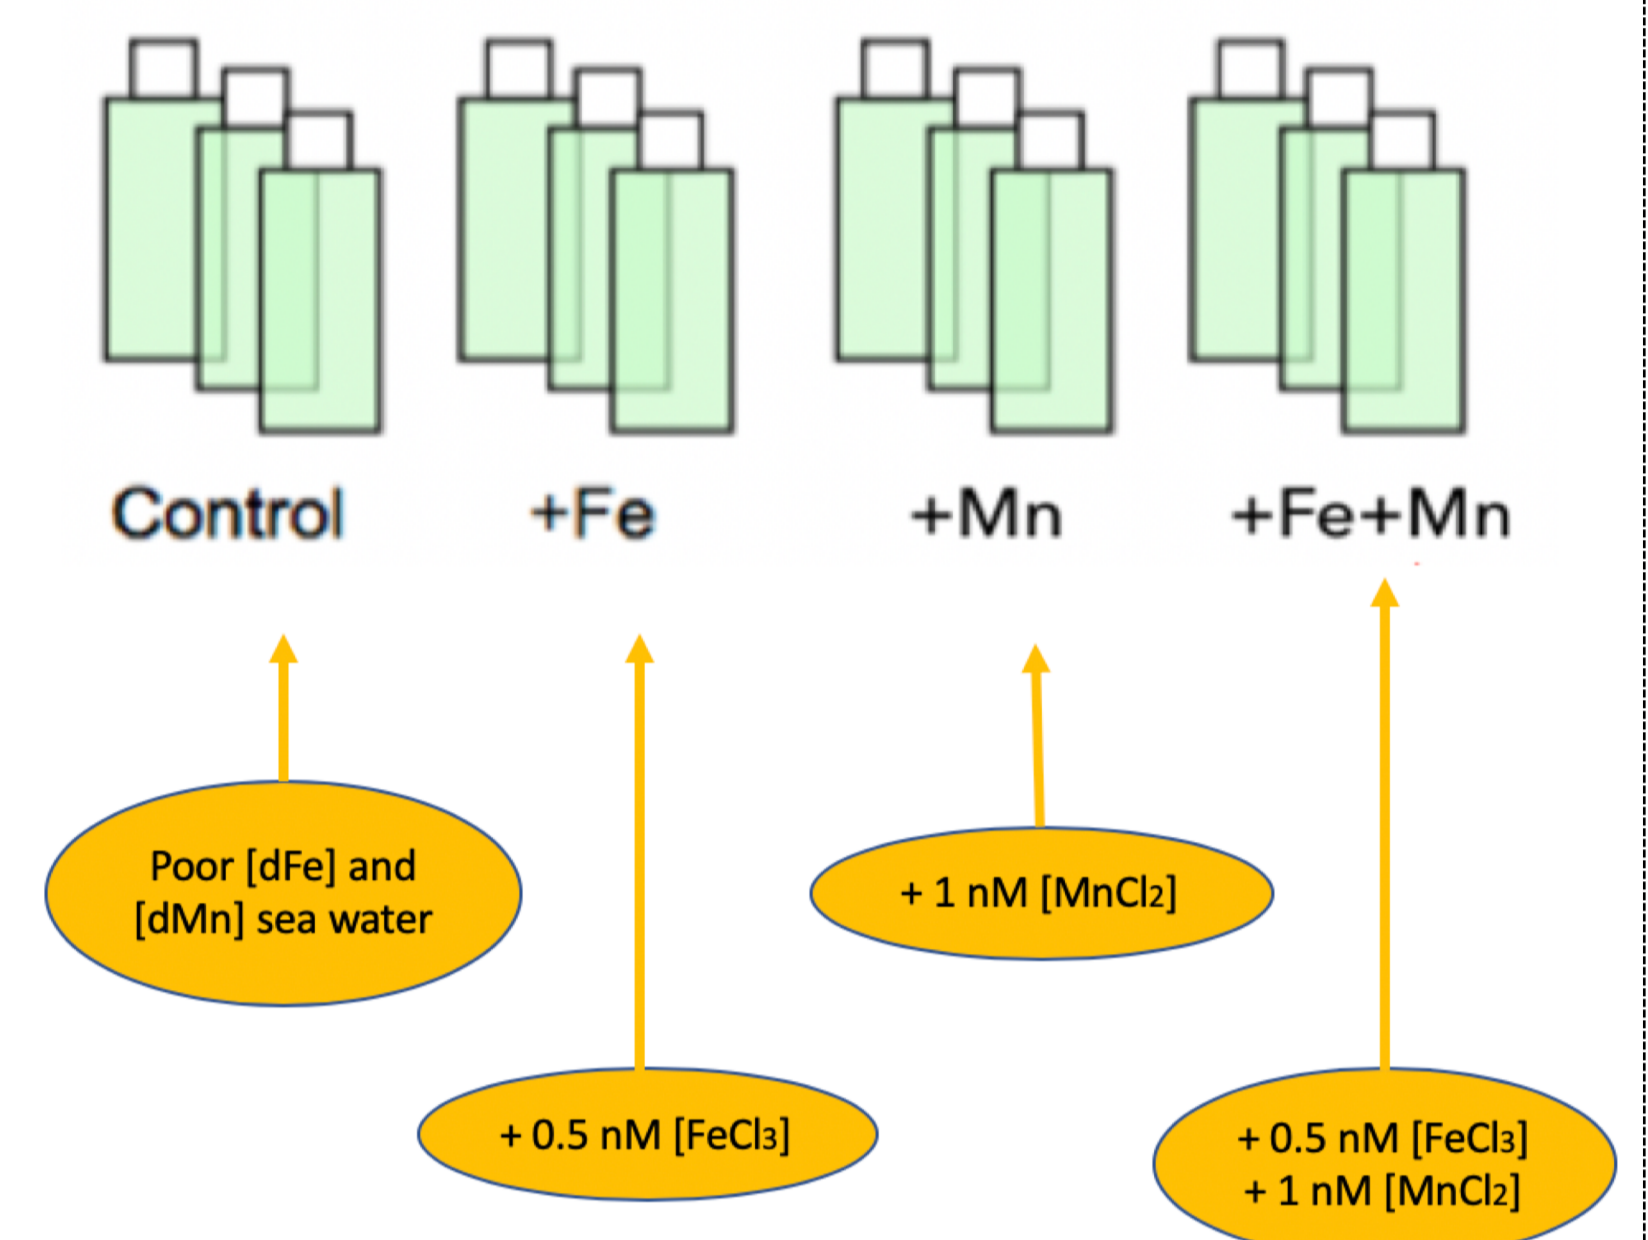 Control
+Fe
+Mn
+Fe+Mn
Poor [dFe] and
[dMn] sea water
+ 0.5 nM [FeCl3]
+ 1 nM [MnCl2]
+ 0.5 nM [FeCl3]
+ 1 nM [MnCl2]